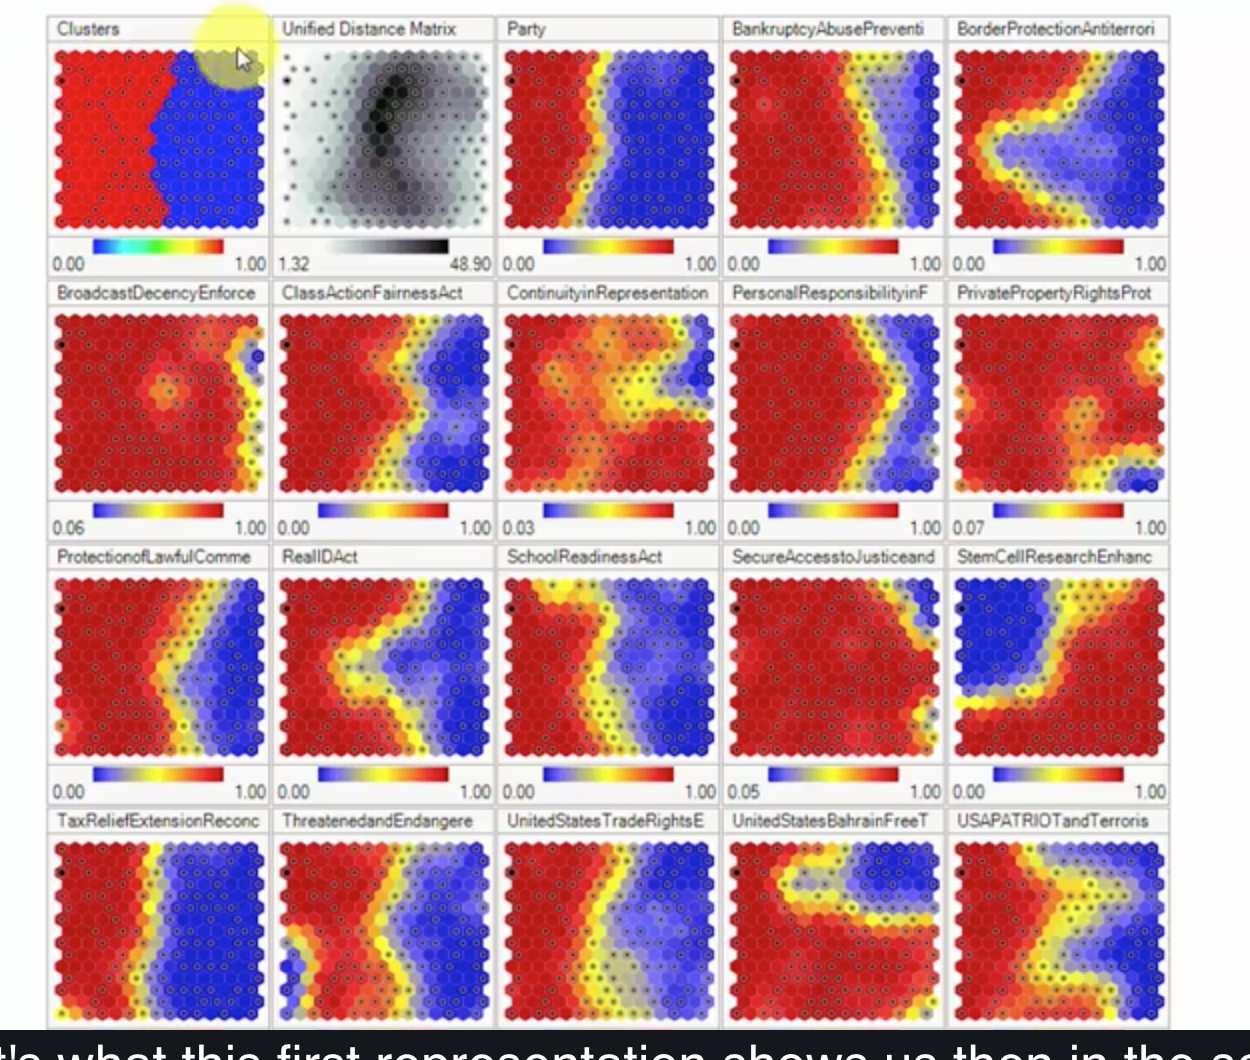 Clusters
Unified Distance Matrix
Party
BankruptcyAbusePreventi
BorderProtectionAntiterrori
0.00 1.00
1.32 48.90
0.00 1.00
0.00 1.00
0.00 1.00
BroadcastDecencyEnforce
ClassActionFairnessAct
ContinuityinRepresentation
PersonalResponsibilityinF
PrivatePropertyRightsProt
0.06 1.00
0.00 1.00
0.03 1.00
0.00 1.00
0.07 1.00
ProtectionofLawfulComme
RealIDAct
SchoolReadinessAct
SecureAccesstoJusticeand
StemCellResearchEnhanc
0.00 1.00
0.00 1.00
0.00 1.00
0.05 1.00
0.00 1.00
TaxReliefExtensionReconc
ThreatenedandEndangere
UnitedStatesTradeRightsE
UnitedStatesBahrainFreeT
USAPATRIOTandTerroris
t's what this first representation shows us then in the